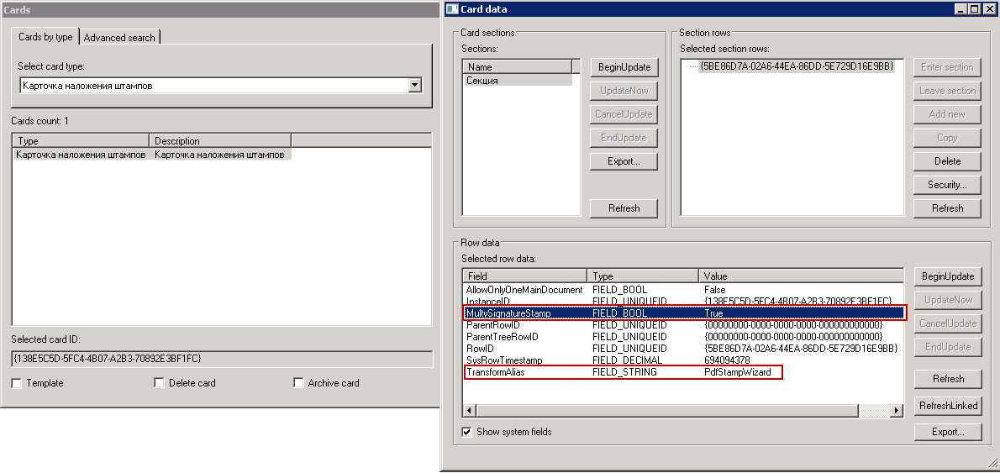 Cards
Cards by type
Advanced search
Select card type:
Карточка наложения штампов
Cards count: 1
Type Description
Карточка наложения штампов Карточка наложения штампов
Selected card ID:
{138E5C5D-5FC4-4B07-A2B3-70892E3BF1FC}
Template
Delete card
Archive card
Card data
Card sections
Sections:
Name
Секция
BeginUpdate
UpdateNow
CancelUpdate
EndUpdate
Export...
Refresh
Section rows
Selected section rows:
{5BE86D7A-02A6-44EA-86DD-5E729D16E9BB}
Enter section
Leave section
Add new
Copy
Delete
Security...
Refresh
Row data
Selected row data:
Field Type Value
AllowOnlyOneMainDocument FIELD_BOOL False
InstanceID FIELD_UNIQUEID {138E5C5D-5FC4-4B07-A2B3-70892E3BF1FC}
MultySignatureStamp FIELD_BOOL True
ParentRowID FIELD_UNIQUEID {00000000-0000-0000-0000-000000000000}
ParentTreeRowID FIELD_UNIQUEID {00000000-0000-0000-0000-000000000000}
RowID FIELD_UNIQUEID {5BE86D7A-02A6-44EA-86DD-5E729D16E9BB}
SysRowTimestamp FIELD_DECIMAL 694094378
TransformAlias FIELD_STRING PdfStampWizard
BeginUpdate
UpdateNow
CancelUpdate
EndUpdate
Refresh
RefreshLinked
Export...
Show system fields